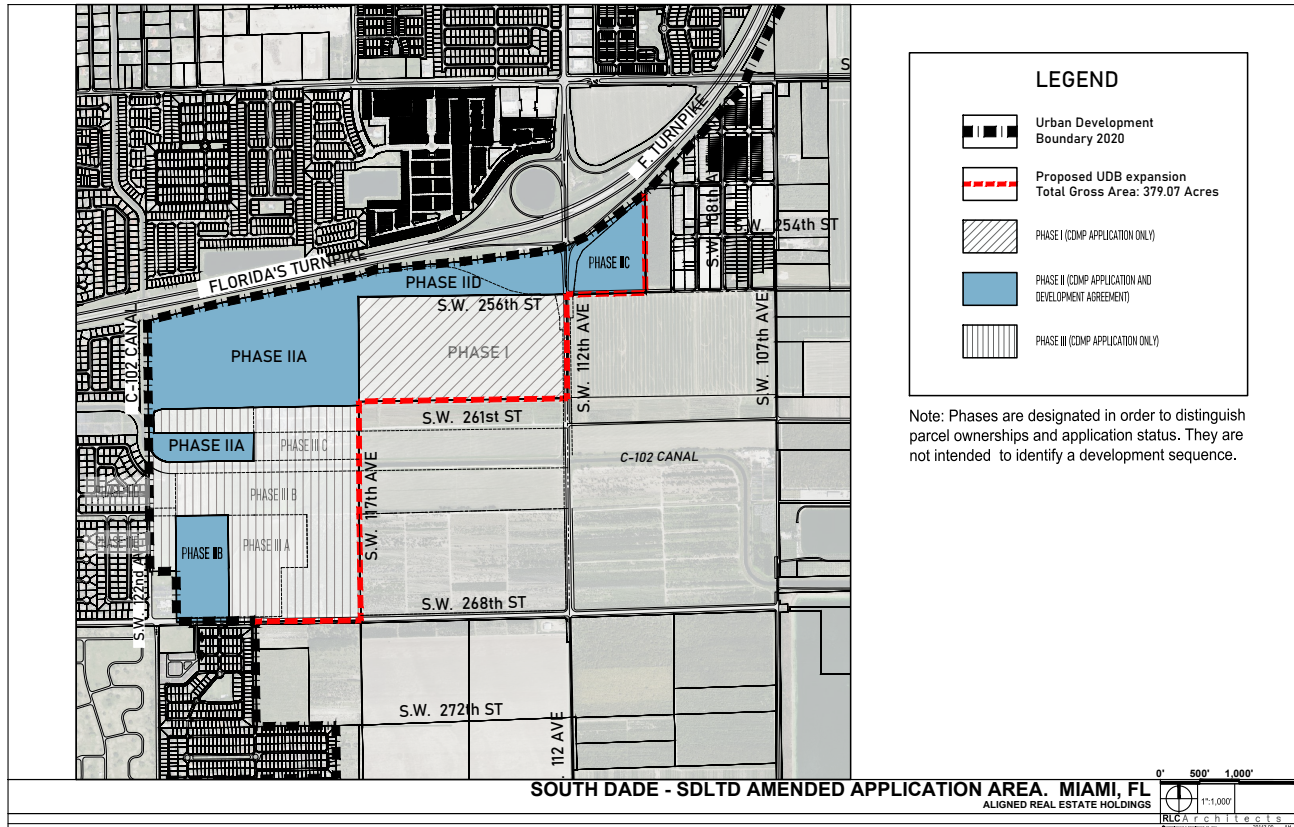 S
F. TURNPIKE
S.W. 108th A
S.W. 254th ST
FLORIDA'S TURNPIKE
PHASE IIC
PHASE IID
S.W. 256th ST
C-102 CANAL
PHASE IIA
PHASE I
S.W. 112th AVE
S.W. 107th AVE
S.W. 261st ST
PHASE IIA
PHASE III C
S.W. 117th AVE
C-102 CANAL
PHASE III B
PHASE IIB
PHASE III A
S.W. 122nd A
S.W. 268th ST
S.W. 272th ST
112 AVE
LEGEND
Urban Development
Boundary 2020
Proposed UDB expansion
Total Gross Area: 379.07 Acres
PHASE I (CDMP APPLICATION ONLY)
PHASE II (CDMP APPLICATION AND
DEVELOPMENT AGREEMENT)
PHASE III (CDMP APPLICATION ONLY)
Note: Phases are designated in order to distinguish
parcel ownerships and application status. They are
not intended to identify a development sequence.
SOUTH DADE - SDLTD AMENDED APPLICATION AREA. MIAMI, FL
ALIGNED REAL ESTATE HOLDINGS
0' 500' 1,000'
1":1,000'
RLC Architects